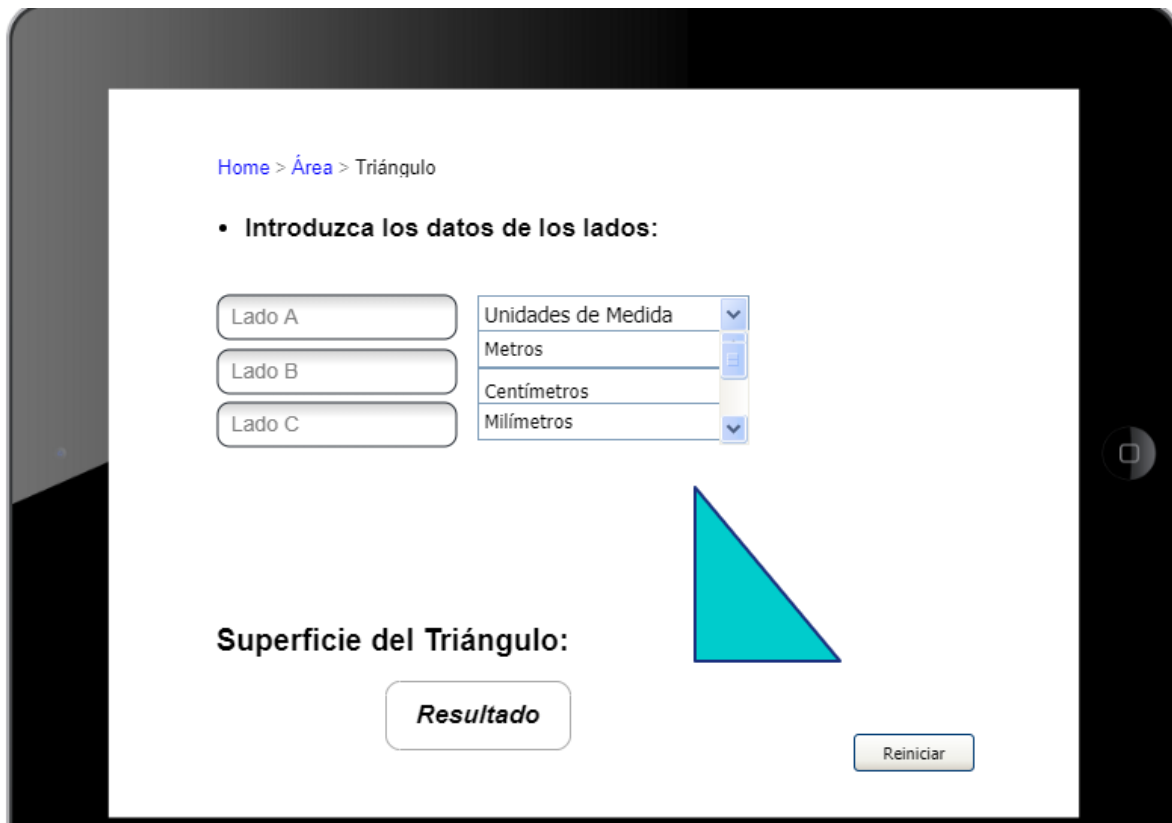 Home > Área > Triángulo
• Introduzca los datos de los lados:
Lado A
Lado B
Lado C
Unidades de Medida
Metros
Centímetros
Milímetros
Superficie del Triángulo:
Resultado
Reiniciar